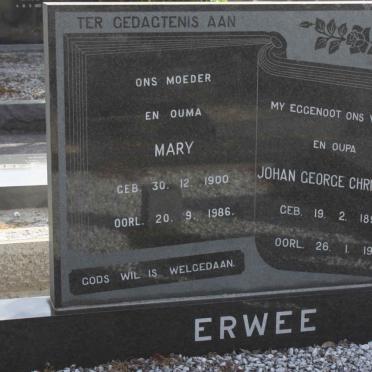 TER GEDAGTENIS AAN
ONS MOEDER
EN OUMA
MARY
GEB. 30. 12. 1900
OORL. 20. 9. 1986.
GODS WIL IS WELGEDAAN.
MY EGGENOOT ONS
EN OUPA
JOHAN GEORGE
GEB. 19. 2.
OORL. 26. 1.
ERWEE